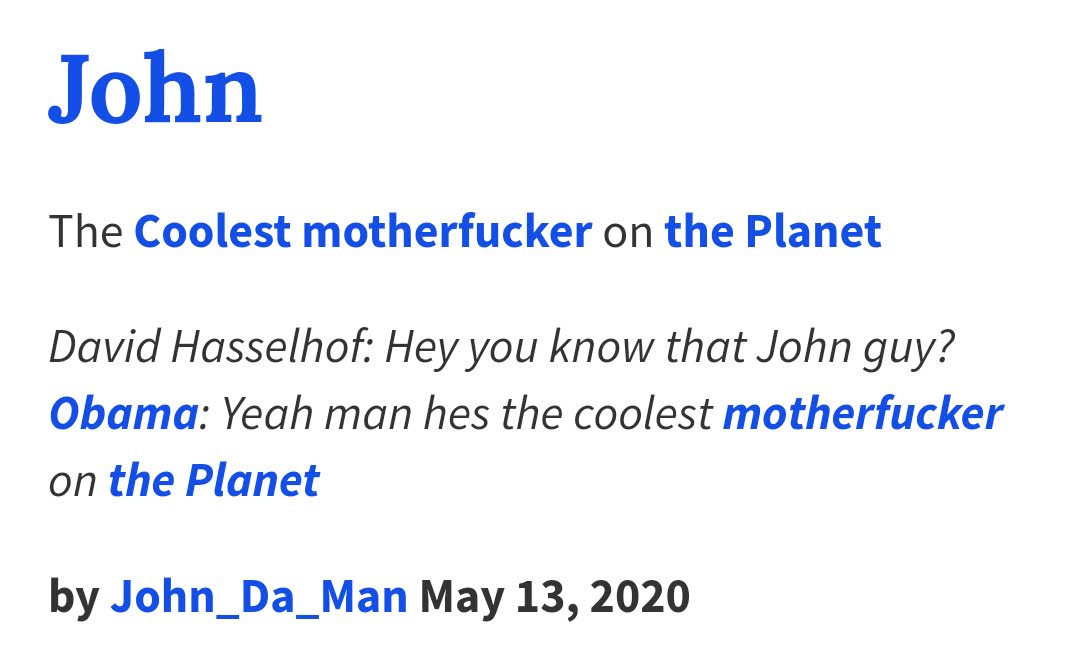 John
The Coolest motherfucker on the Planet
David Hasselhof: Hey you know that John guy?
Obama: Yeah man hes the coolest motherfucker
on the Planet
by John_Da_Man May 13, 2020